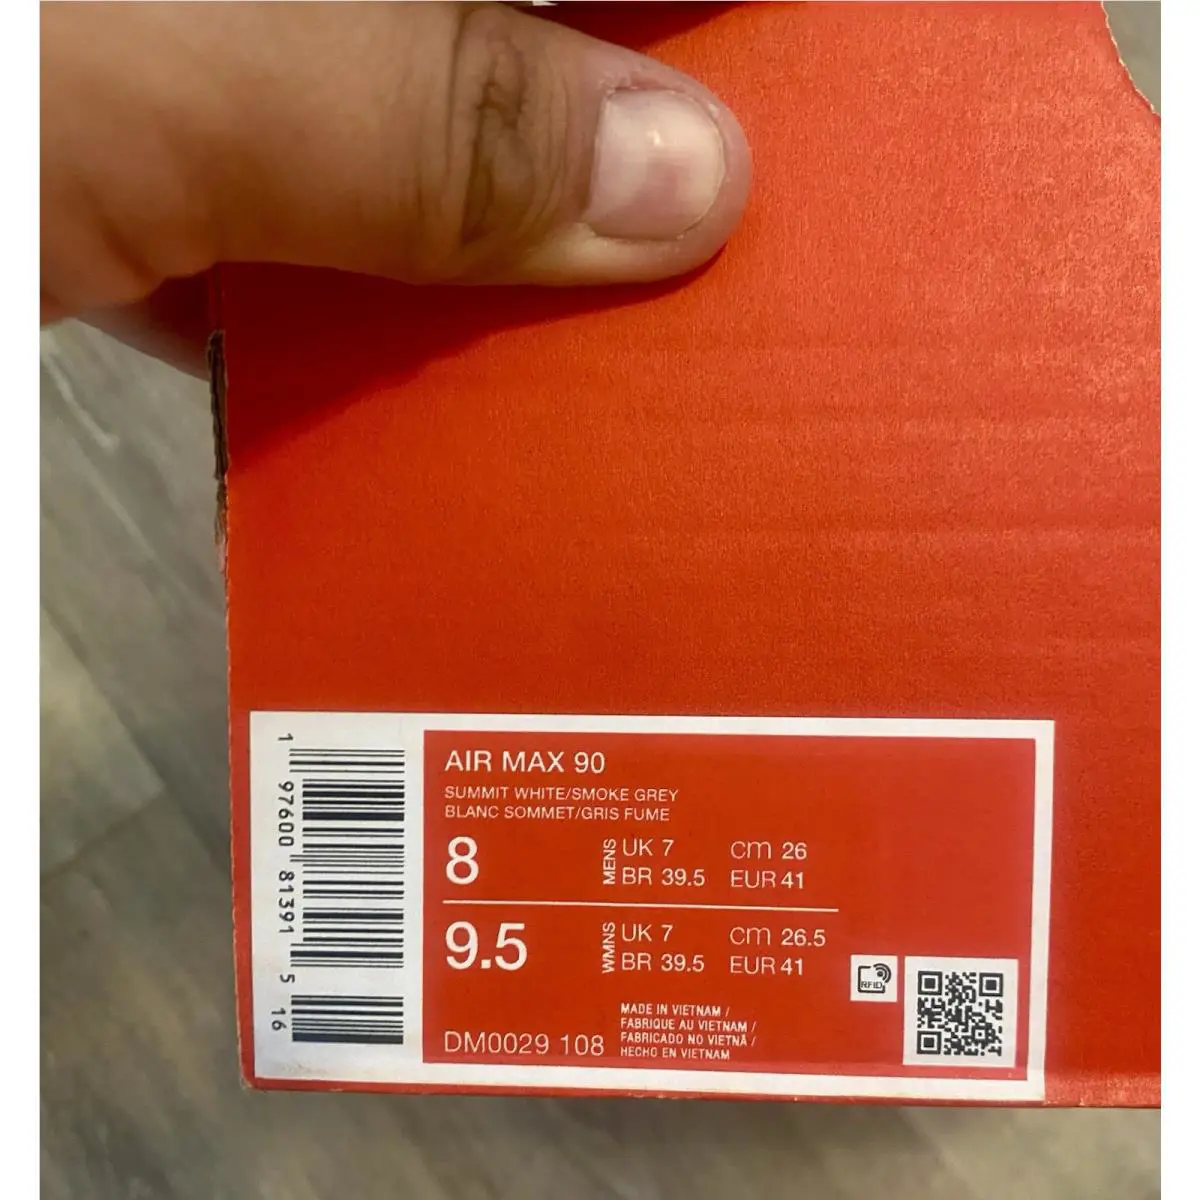 AIR MAX 90
SUMMIT WHITE/SMOKE GREY
BLANC SOMMET/GRIS FUME
8 MENS UK 7 cm 26
BR 39.5 EUR 41
9.5 WMNS UK 7 cm 26.5
BR 39.5 EUR 41
RFID
DM0029 108
MADE IN VIETNAM /
FABRIQUE AU VIETNAM /
FABRICADO NO VIETNÃ /
HECHO EN VIETNAM
1 97600 81391 5 16